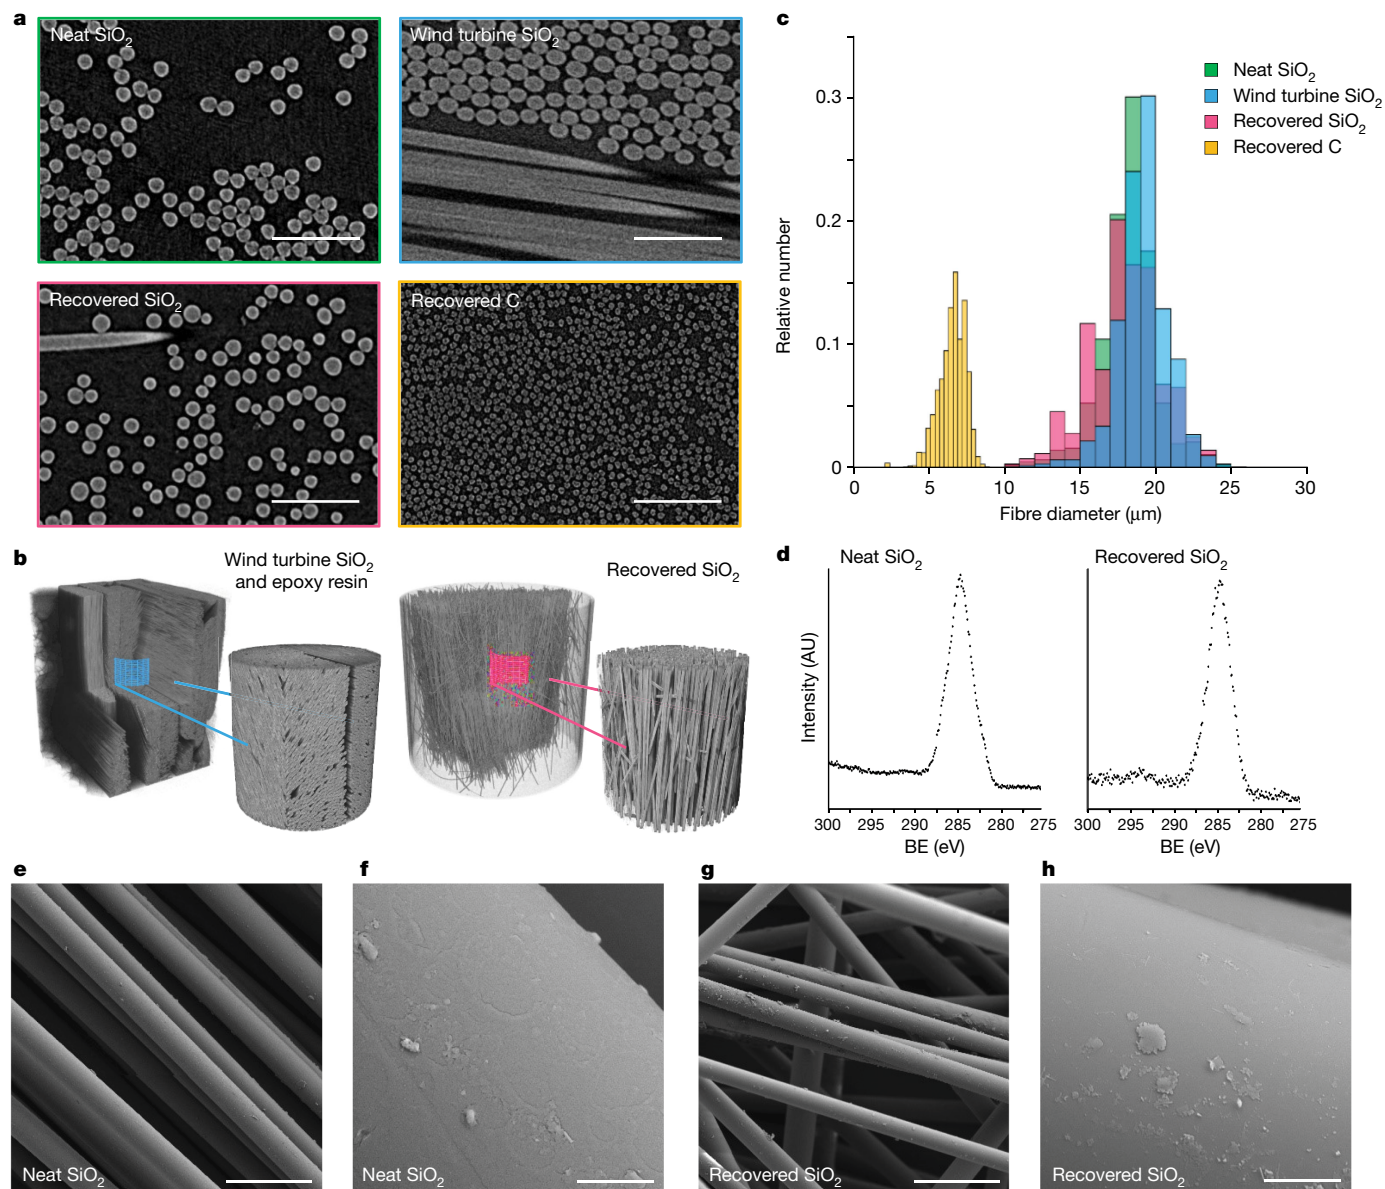 a
Neat SiO₂
Wind turbine SiO₂
Recovered SiO₂
Recovered C
b
Wind turbine SiO₂
and epoxy resin
Recovered SiO₂
c
Relative number
0.3
0.2
0.1
0
0 5 10 15 20 25 30
Fibre diameter (μm)
Neat SiO₂
Wind turbine SiO₂
Recovered SiO₂
Recovered C
d
Neat SiO₂
Recovered SiO₂
Intensity (AU)
300 295 290 285 280 275
BE (eV)
300 295 290 285 280 275
BE (eV)
e
Neat SiO₂
f
Neat SiO₂
g
Recovered SiO₂
h
Recovered SiO₂